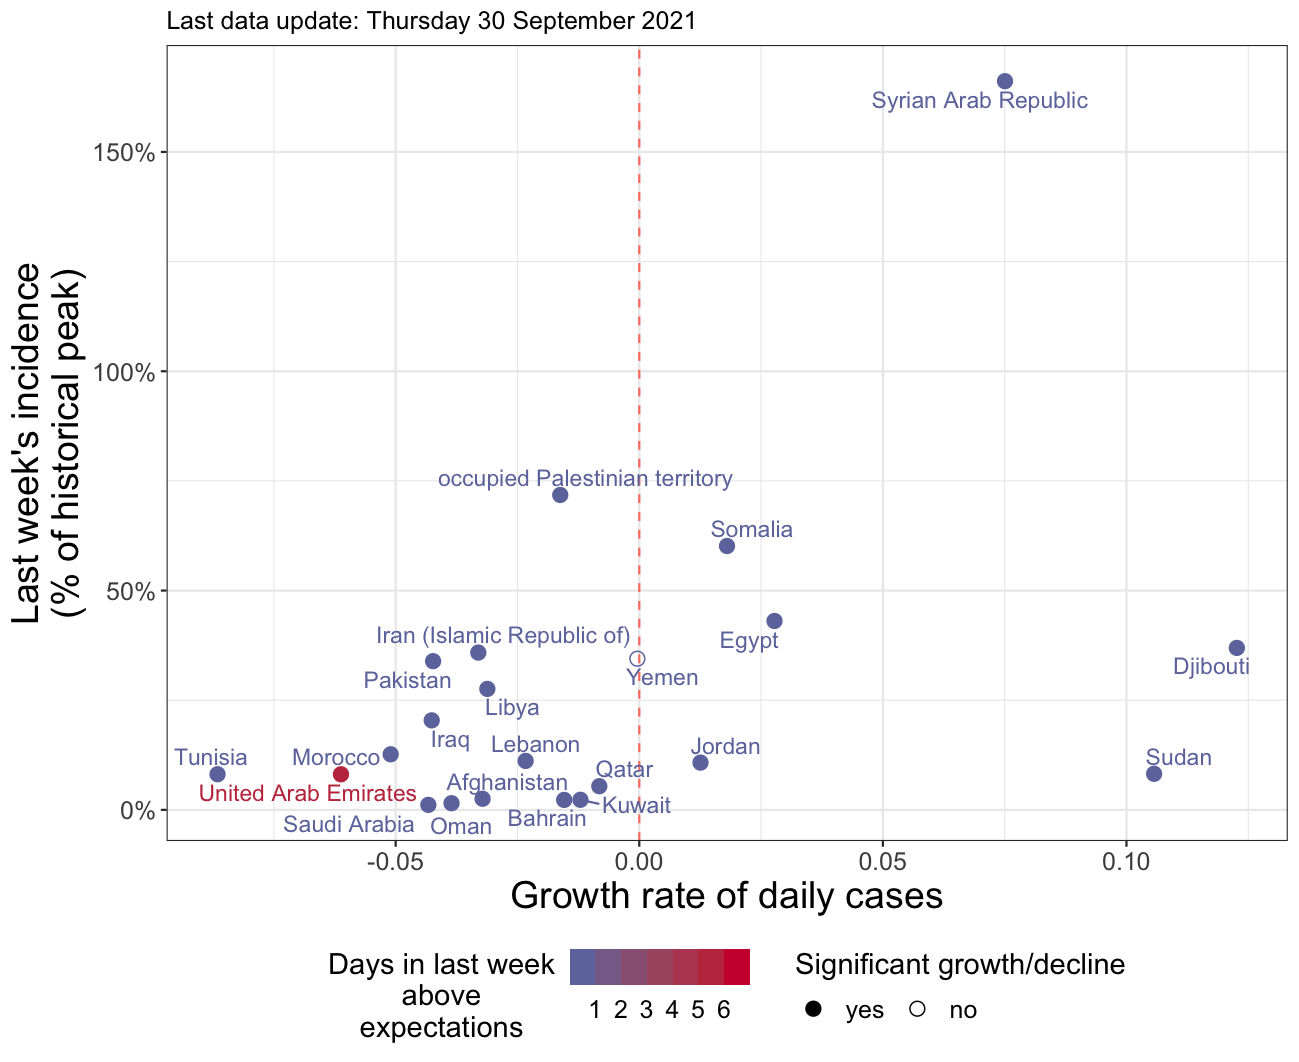 Last data update: Thursday 30 September 2021
Syrian Arab Republic
150%
100%
occupied Palestinian territory
Somalia
50%
Iran (Islamic Republic of)
Egypt
Pakistan
Yemen
Djibouti
Libya
Iraq
Lebanon
Jordan
Tunisia
Morocco
Sudan
Qatar
Afghanistan
United Arab Emirates
Kuwait
0%
Saudi Arabia
Oman
Bahrain
Last week's incidence
(% of historical peak)
-0.05
0.00
0.05
0.10
Growth rate of daily cases
Days in last week
above
expectations
1 2 3 4 5 6
Significant growth/decline
yes
no